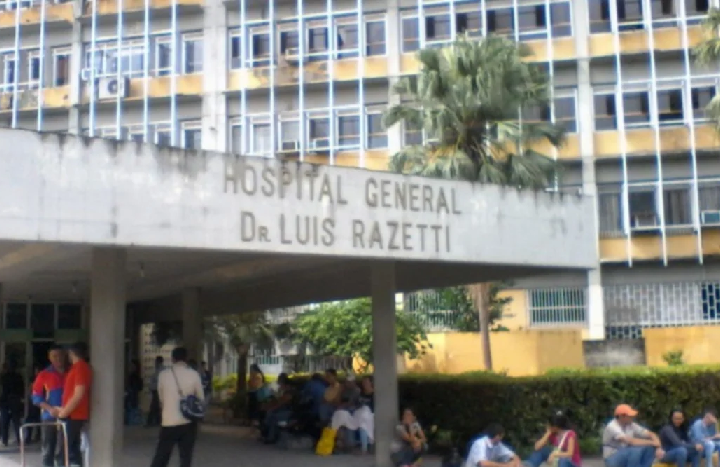 HOSPITAL GENERAL
DR LUIS RAZETTI